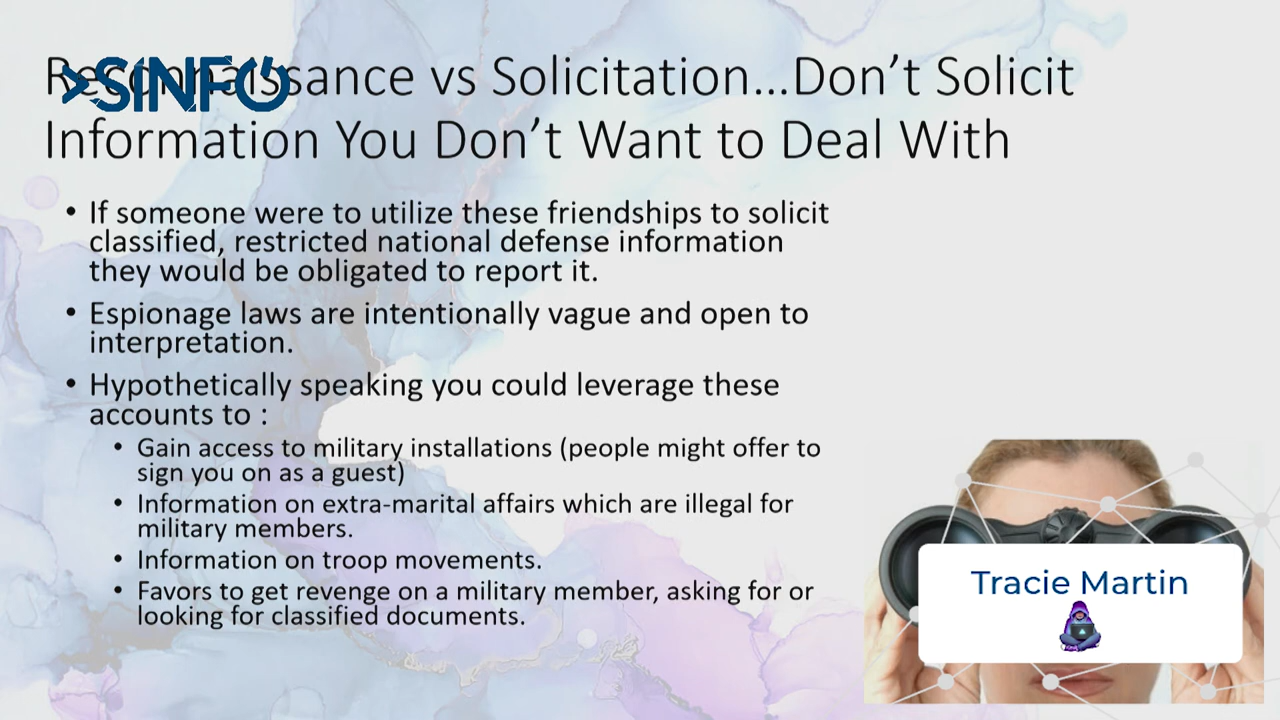 Reconnaissance vs Solicitation...Don't Solicit
Information You Don't Want to Deal With
>SINFO
• If someone were to utilize these friendships to solicit
classified, restricted national defense information
they would be obligated to report it.
• Espionage laws are intentionally vague and open to
interpretation.
• Hypothetically speaking you could leverage these
accounts to :
• Gain access to military installations (people might offer to
sign you on as a guest)
• Information on extra-marital affairs which are illegal for
military members.
• Information on troop movements.
• Favors to get revenge on a military member, asking for or
looking for classified documents.
Tracie Martin